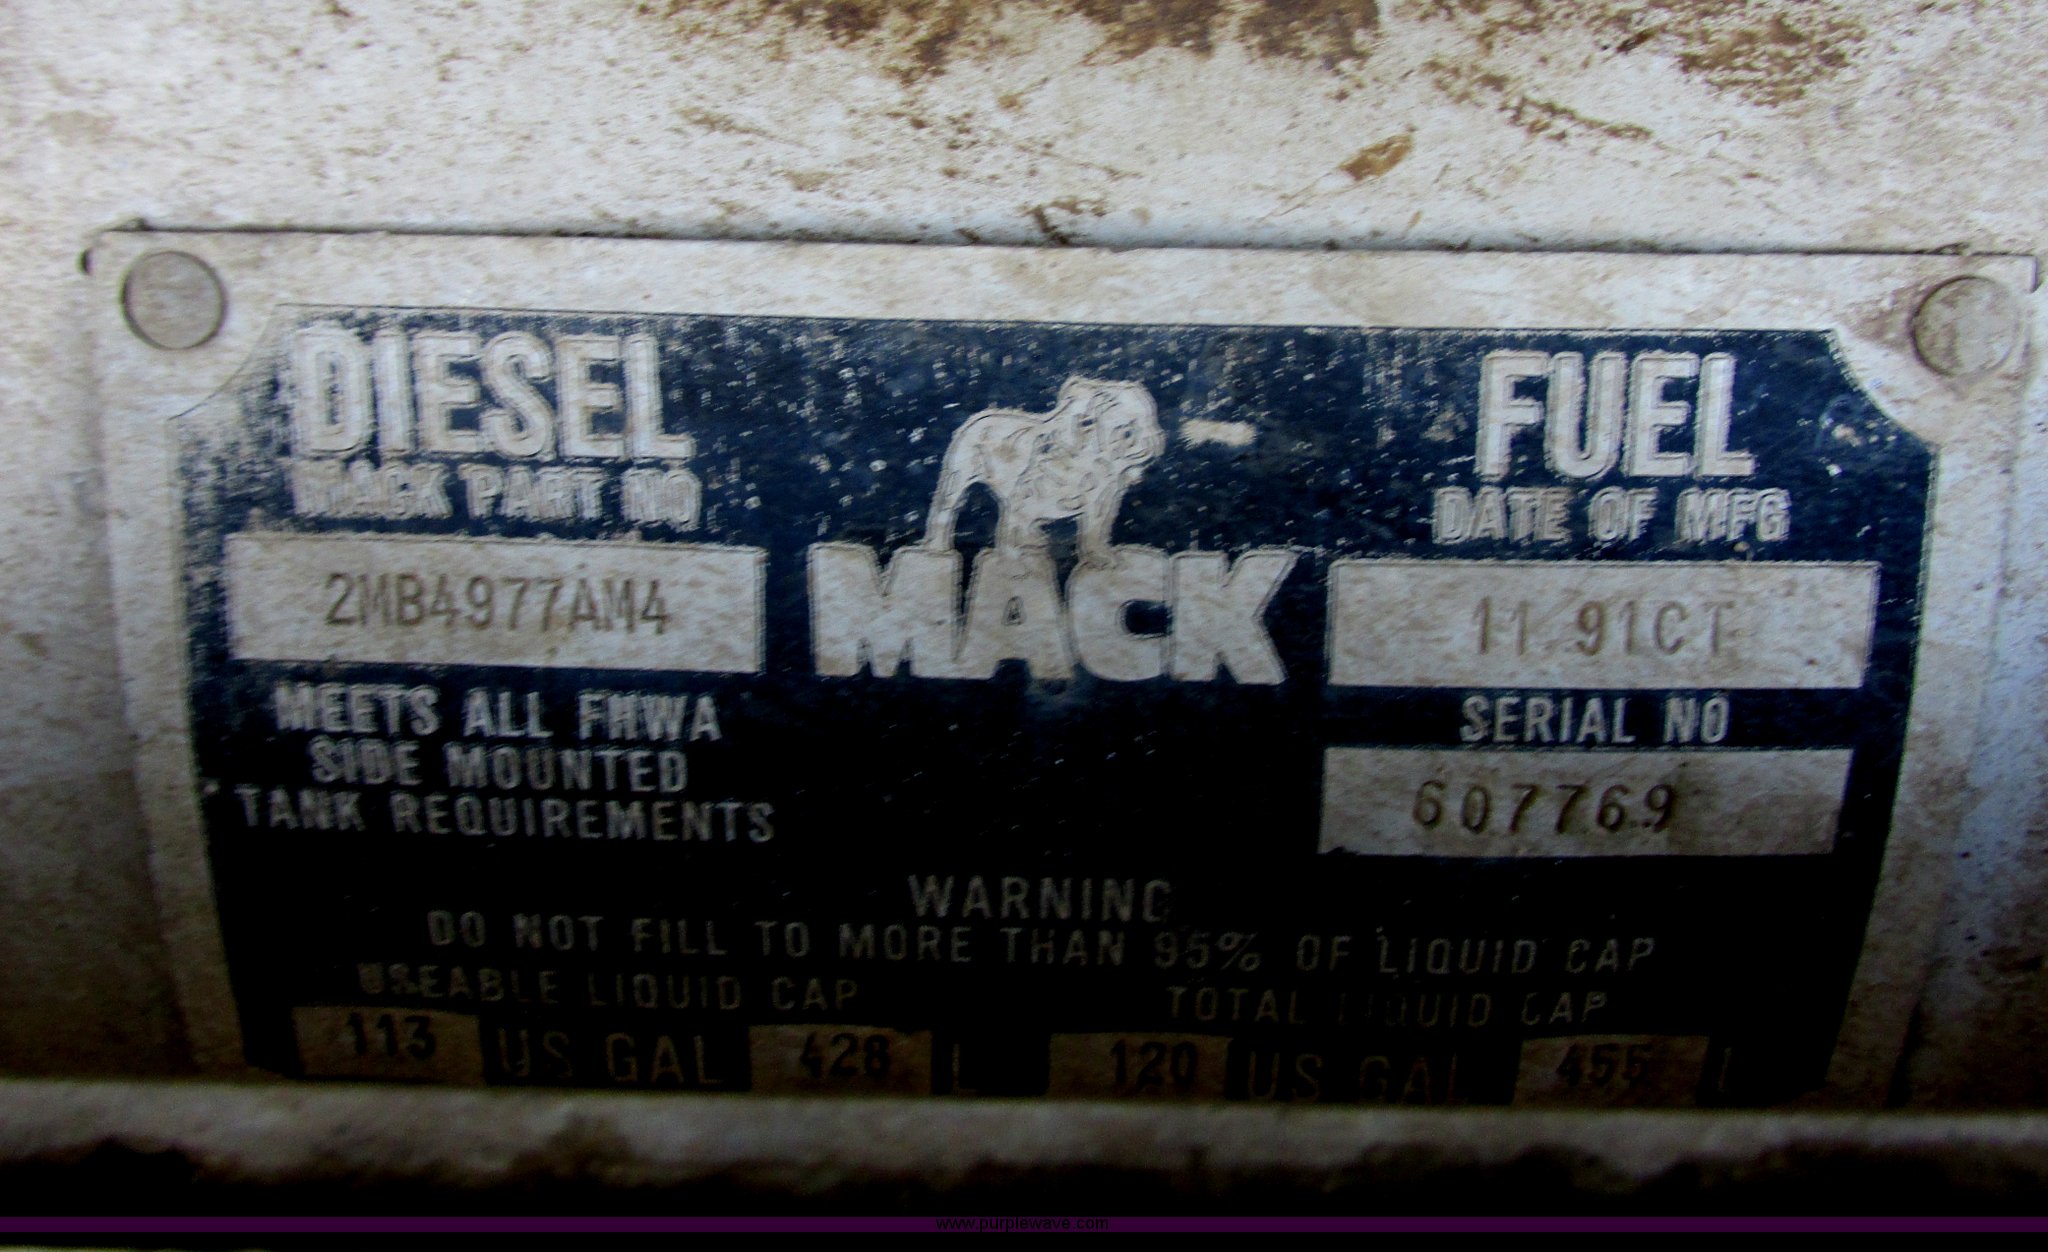 DIESEL
FUEL
MACK PART NO
DATE OF MFG
2MB4977AM4
MACK
11 91CT
MEETS ALL FHWA
SIDE MOUNTED
TANK REQUIREMENTS
SERIAL NO
607769
WARNING
DO NOT FILL TO MORE THAN 95% OF LIQUID CAP
USEABLE LIQUID CAP
TOTAL LIQUID CAP
113 US GAL 428 L
120 US GAL 455 L
www.purplewave.com